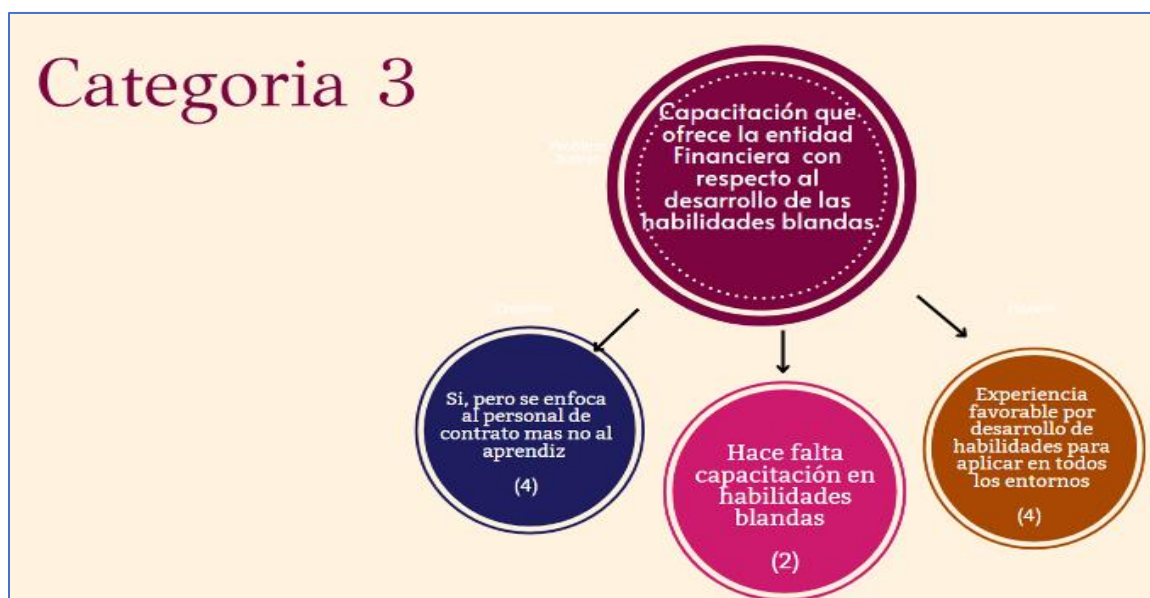 Categoria 3
Capacitación que
ofrece la entidad
Financiera con
respecto al
desarrollo de las
habilidades blandas
Si, pero se enfoca
al personal de
contrato mas no al
aprendiz
(4)
Hace falta
capacitación en
habilidades
blandas
(2)
Experiencia
favorable por
desarrollo de
habilidades para
aplicar en todos
los entornos
(4)